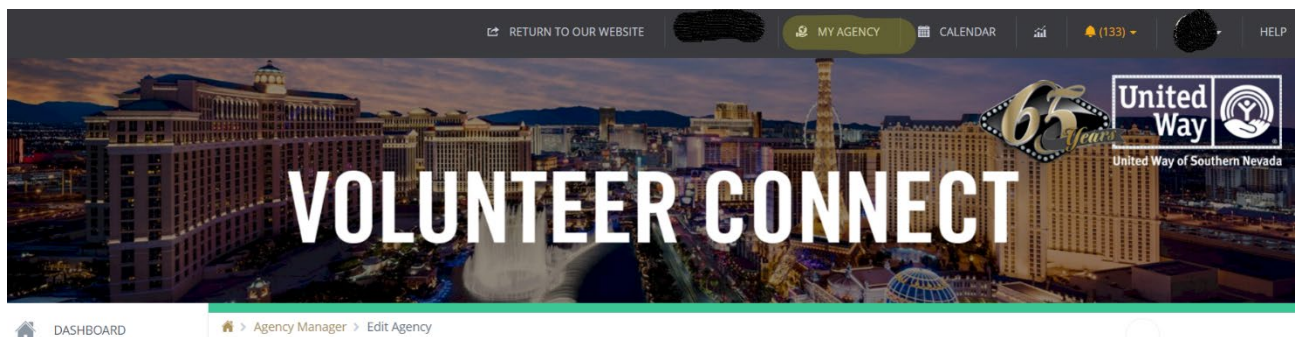 RETURN TO OUR WEBSITE MY AGENCY CALENDAR (133) HELP
65
Years
United
Way
United Way of Southern Nevada
VOLUNTEER CONNECT
DASHBOARD > Agency Manager > Edit Agency